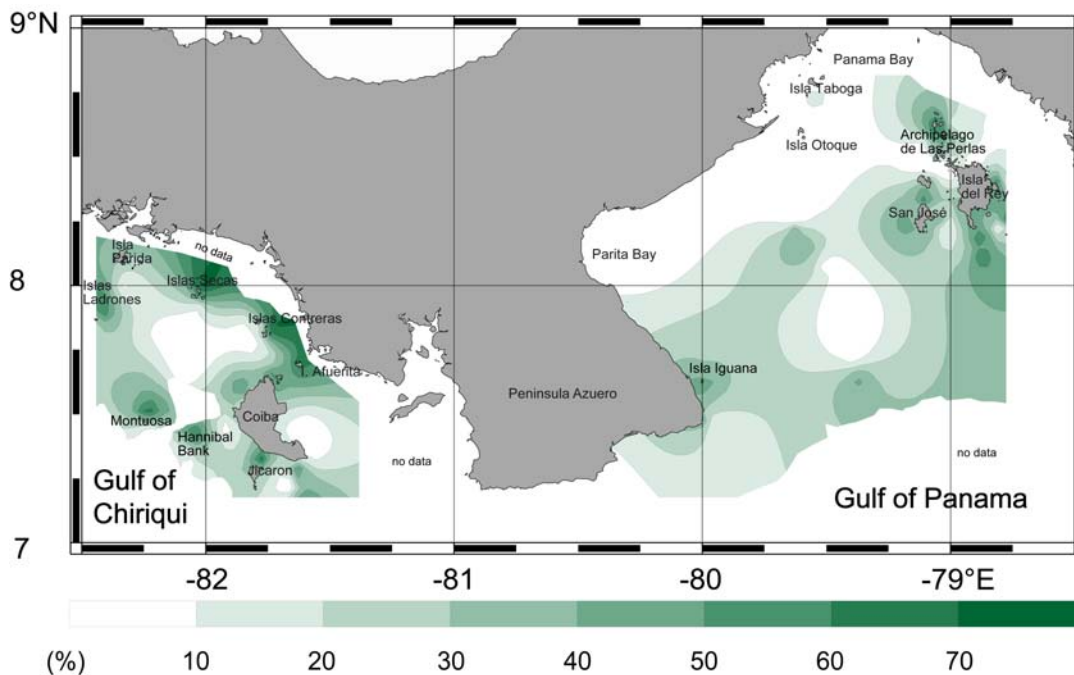 9°N
Panama Bay
Isla Taboga
Isla Otoque
Archipelago
de Las Perlas
Isla
del Rey
San José
no data
Isla
Parida
Parita Bay
8
Islas Secas
Islas
Ladrones
Islas Contreras
I. Afuerita
Isla Iguana
Peninsula Azuero
Montuosa
Coiba
Hannibal
Bank
no data
no data
Jicaron
Gulf of
Chiriqui
Gulf of Panama
7
-82
-81
-80
-79°E
(%)
10
20
30
40
50
60
70